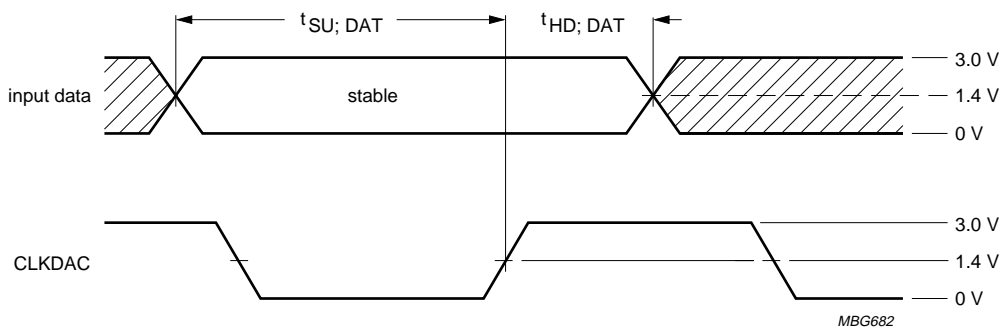 tSU; DAT
tHD; DAT
input data
stable
3.0 V
1.4 V
0 V
CLKDAC
3.0 V
1.4 V
0 V
MBG682